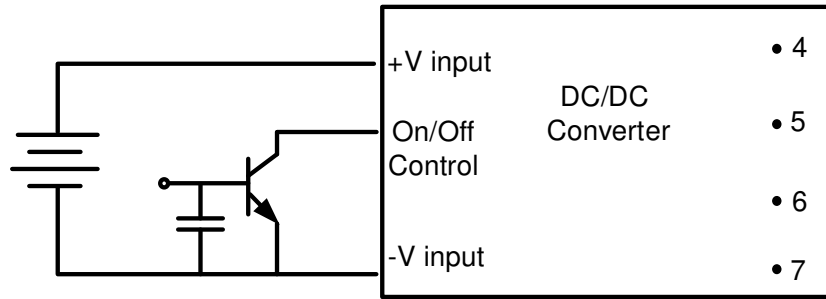 +V input
On/Off
Control
-V input
DC/DC
Converter
4
5
6
7